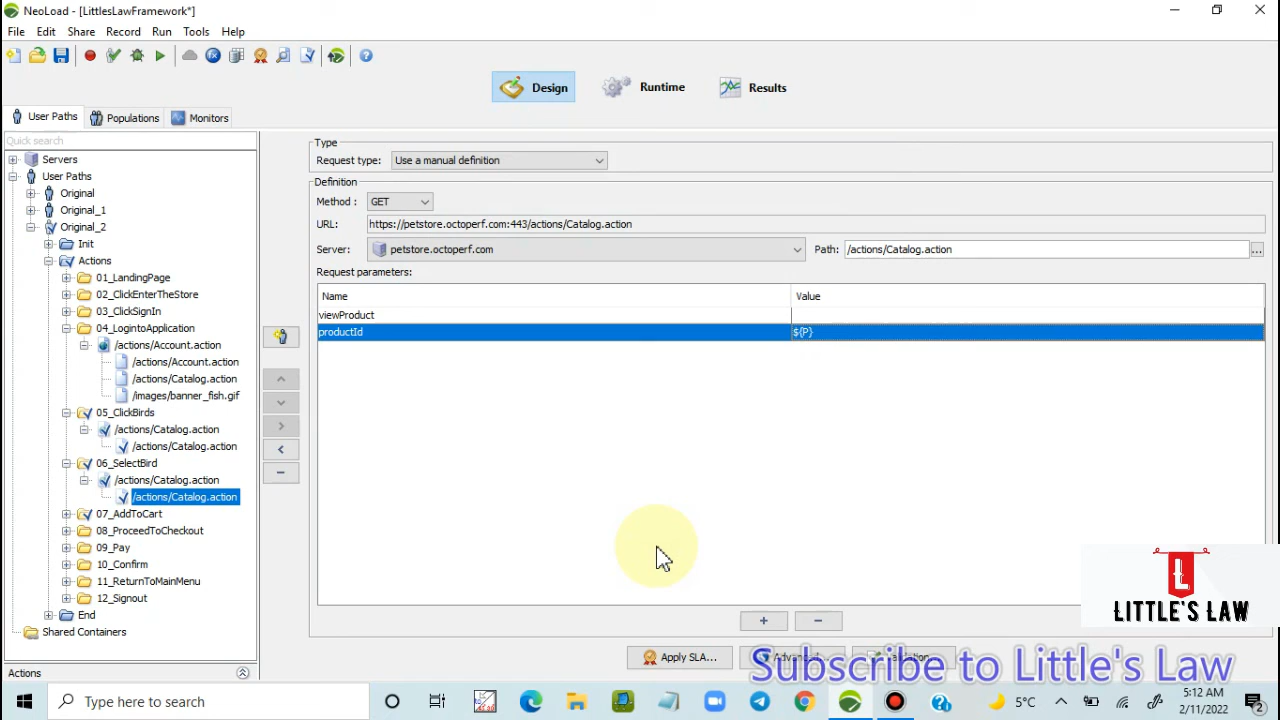 NeoLoad - [LittlesLawFramework*]
File Edit Share Record Run Tools Help
Design Runtime Results
User Paths Populations Monitors
Quick search
Servers
User Paths
Original
Original_1
Original_2
Init
Actions
01_LandingPage
02_ClickEnterTheStore
03_ClickSignIn
04_LogintoApplication
/actions/Account.action
/actions/Account.action
/actions/Catalog.action
/images/banner_fish.gif
05_ClickBirds
/actions/Catalog.action
/actions/Catalog.action
06_SelectBird
/actions/Catalog.action
/actions/Catalog.action
07_AddToCart
08_ProceedToCheckout
09_Pay
10_Confirm
11_ReturnToMainMenu
12_Signout
End
Shared Containers
Actions
Type
Request type: Use a manual definition
Definition
Method : GET
URL: https://petstore.octoperf.com:443/actions/Catalog.action
Server: petstore.octoperf.com Path: /actions/Catalog.action ...
Request parameters:
Name Value
viewProduct
productId ${P}
+ -
Apply SLA...
L
LITTLE'S LAW
Subscribe to Little's Law
Type here to search
5°C
5:12 AM
2/11/2022
2